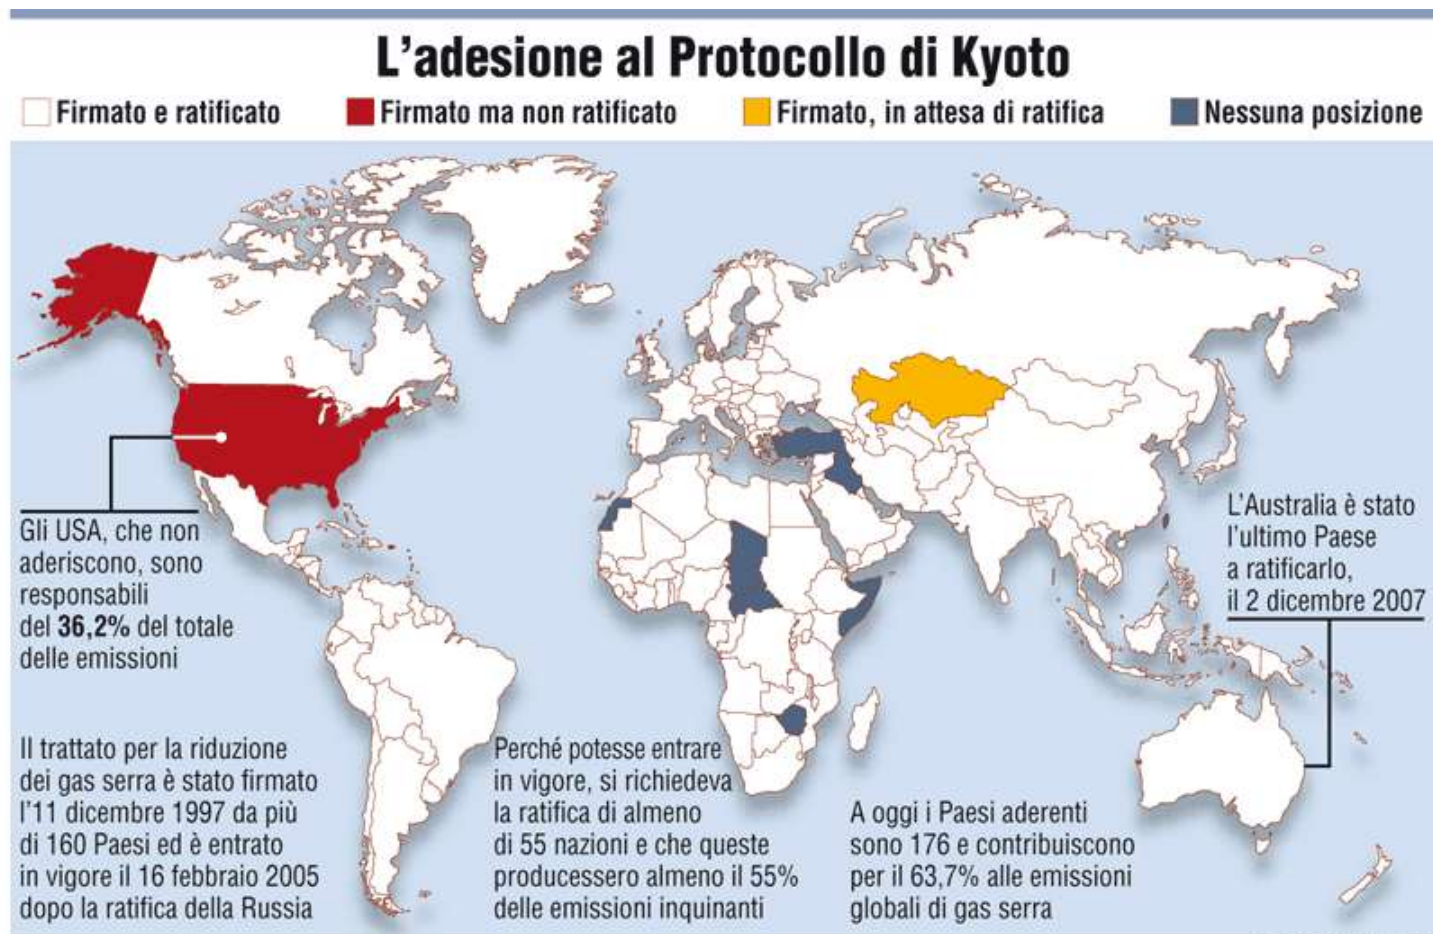 L'adesione al Protocollo di Kyoto
Firmato e ratificato
Firmato ma non ratificato
Firmato, in attesa di ratifica
Nessuna posizione
Gli USA, che non
aderiscono, sono
responsabili
del 36,2% del totale
delle emissioni
L'Australia è stato
l'ultimo Paese
a ratificarlo,
il 2 dicembre 2007
Il trattato per la riduzione
dei gas serra è stato firmato
l'11 dicembre 1997 da più
di 160 Paesi ed è entrato
in vigore il 16 febbraio 2005
dopo la ratifica della Russia
Perché potesse entrare
in vigore, si richiedeva
la ratifica di almeno
di 55 nazioni e che queste
producessero almeno il 55%
delle emissioni inquinanti
A oggi i Paesi aderenti
sono 176 e contribuiscono
per il 63,7% alle emissioni
globali di gas serra